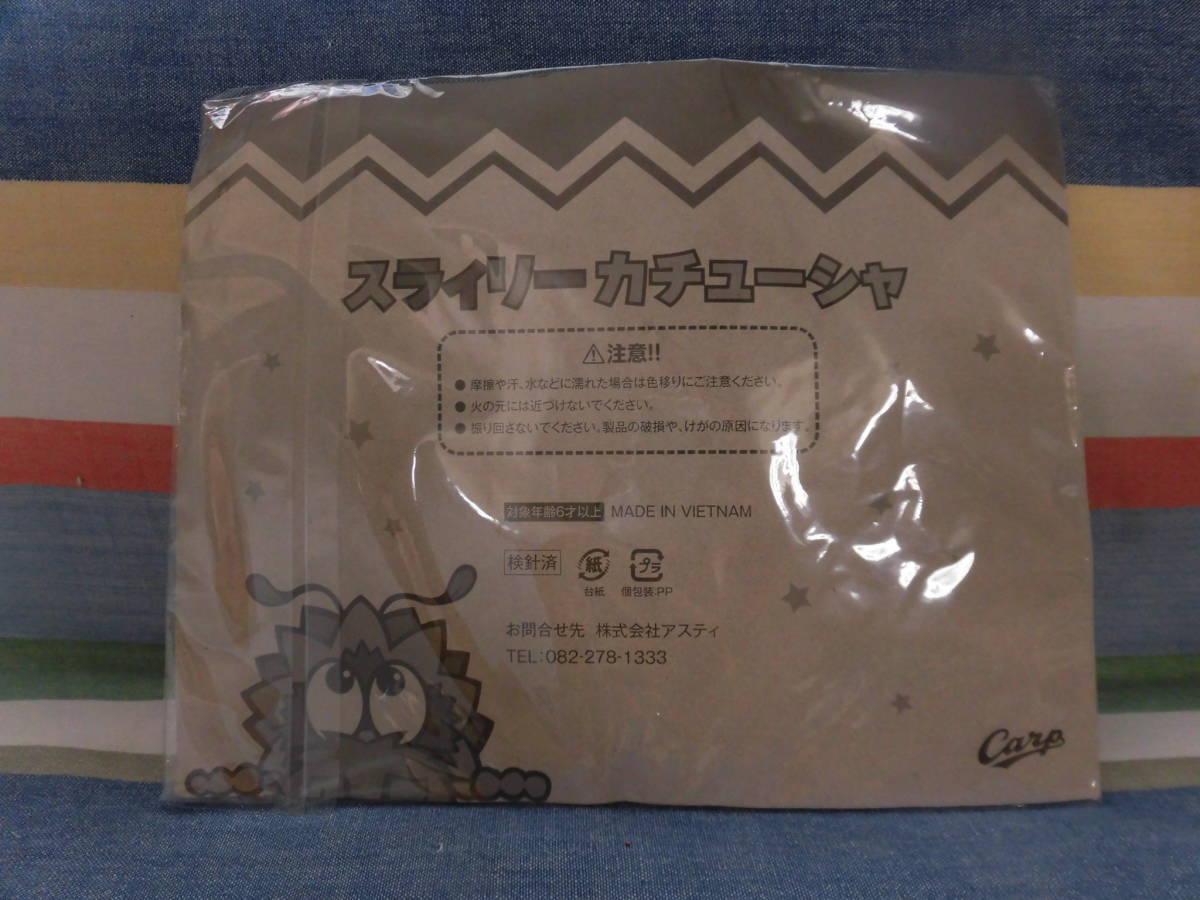 スライリーカチューシャ
⚠注意!!
●摩擦や汗、水などに濡れた場合は色移りにご注意ください。
●火の元には近づけないでください。
●振り回さないでください。製品の破損や、けがの原因になります。
対象年齢6才以上 MADE IN VIETNAM
検針済 紙 プラ
台紙 個包装:PP
お問合せ先 株式会社アスティ
TEL:082-278-1333
Carp